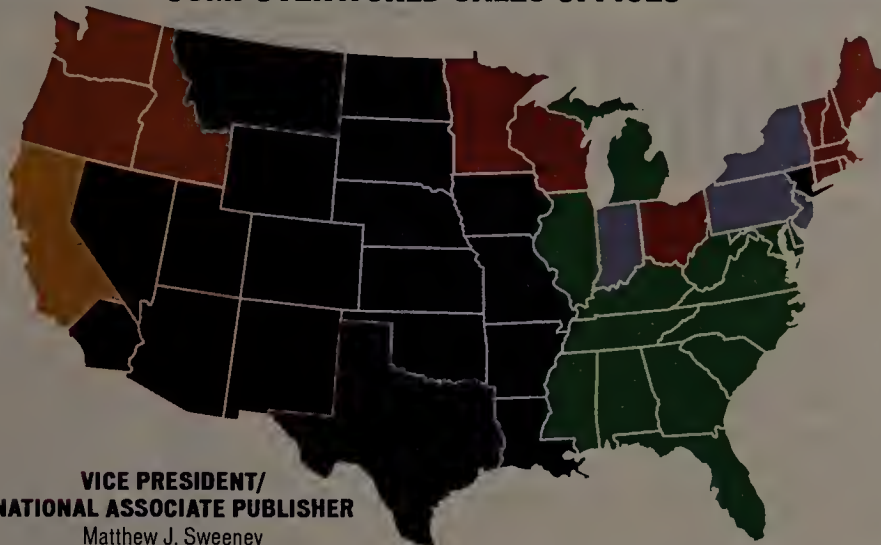 VICE PRESIDENT/
NATIONAL ASSOCIATE PUBLISHER
Matthew J. Sweeney